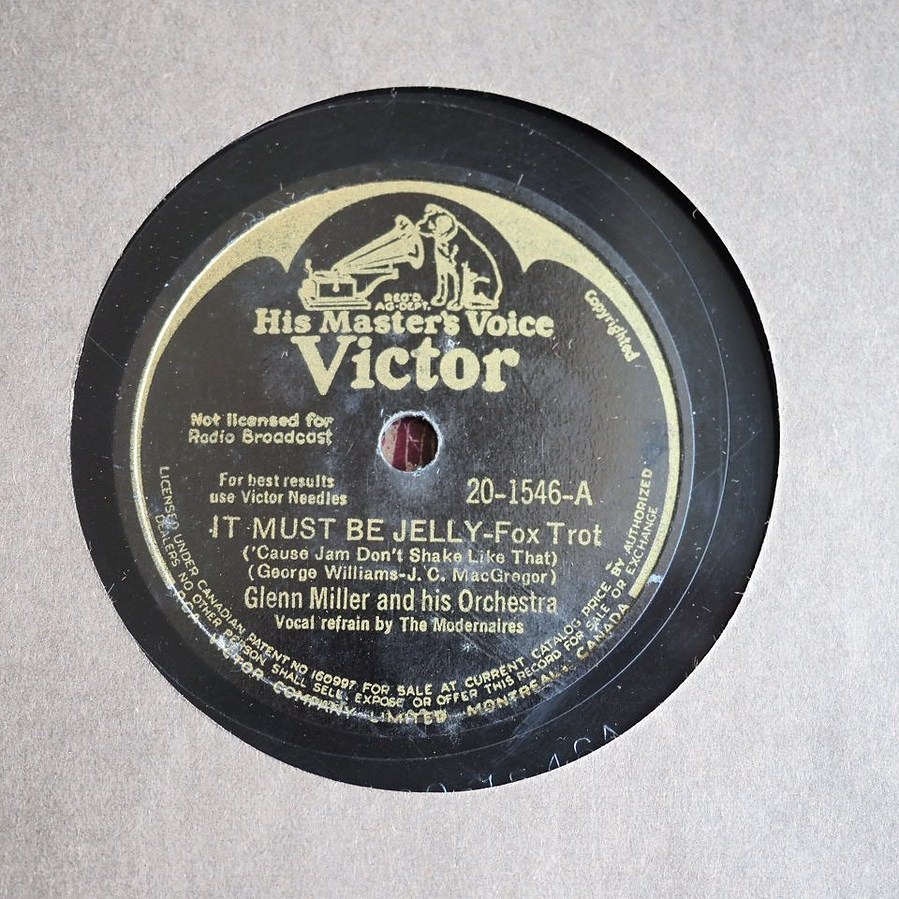 REG'D.
AG-DEPT.
His Master's Voice
Victor
Copyrighted
Not licensed for
Radio Broadcast
For best results
use Victor Needles
20-1546-A
IT MUST BE JELLY-Fox Trot
('Cause Jam Don't Shake Like That)
(George Williams-J. C. MacGregor)
Glenn Miller and his Orchestra
Vocal refrain by The Modernaires
LICENSED UNDER CANADIAN PATENT NO 160997 FOR SALE AT CURRENT CATALOG PRICE BY AUTHORIZED
DEALERS NO OTHER PERSON SHALL SELL, EXPOSE OR OFFER THIS RECORD FOR SALE OR EXCHANGE
RCA VICTOR COMPANY LIMITED MONTREAL, CANADA